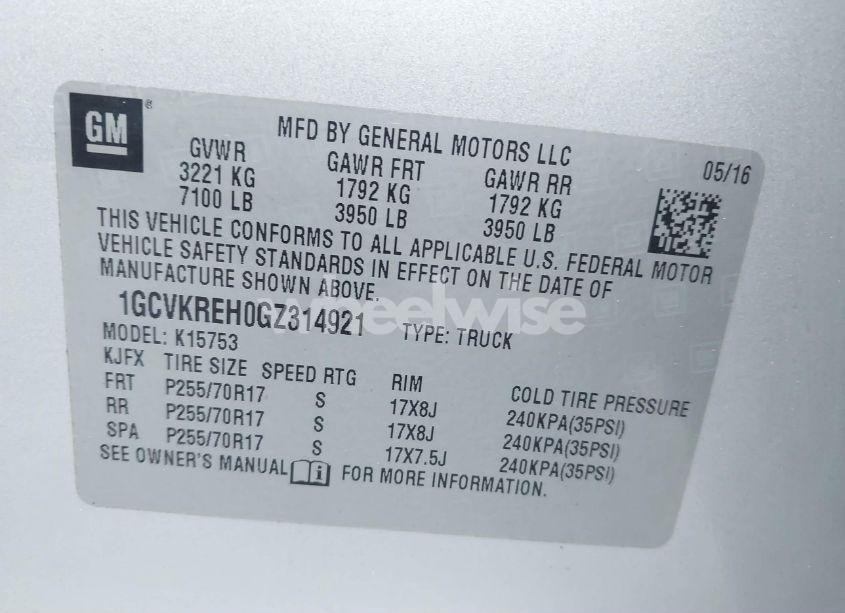 GM ®
MFD BY GENERAL MOTORS LLC
05/16
GVWR GAWR FRT GAWR RR
3221 KG 1792 KG 1792 KG
7100 LB 3950 LB 3950 LB
THIS VEHICLE CONFORMS TO ALL APPLICABLE U.S. FEDERAL MOTOR
VEHICLE SAFETY STANDARDS IN EFFECT ON THE DATE OF
MANUFACTURE SHOWN ABOVE.
wheelwise
1GCVKREH0GZ314921 TYPE: TRUCK
MODEL: K15753
KJFX TIRE SIZE SPEED RTG RIM COLD TIRE PRESSURE
FRT P255/70R17 S 17X8J 240KPA(35PSI)
RR P255/70R17 S 17X8J 240KPA(35PSI)
SPA P255/70R17 S 17X7.5J 240KPA(35PSI)
SEE OWNER'S MANUAL i FOR MORE INFORMATION.